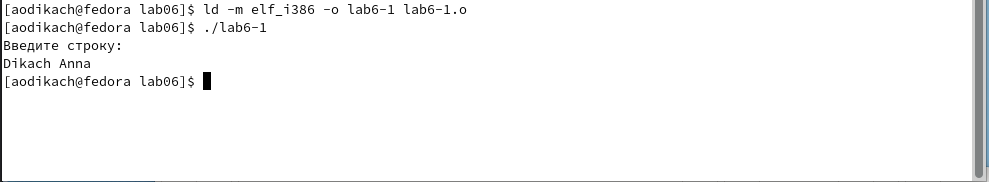 [aodikach@fedora lab06]$ ld -m elf_i386 -o lab6-1 lab6-1.o
[aodikach@fedora lab06]$ ./lab6-1
Введите строку:
Dikach Anna
[aodikach@fedora lab06]$